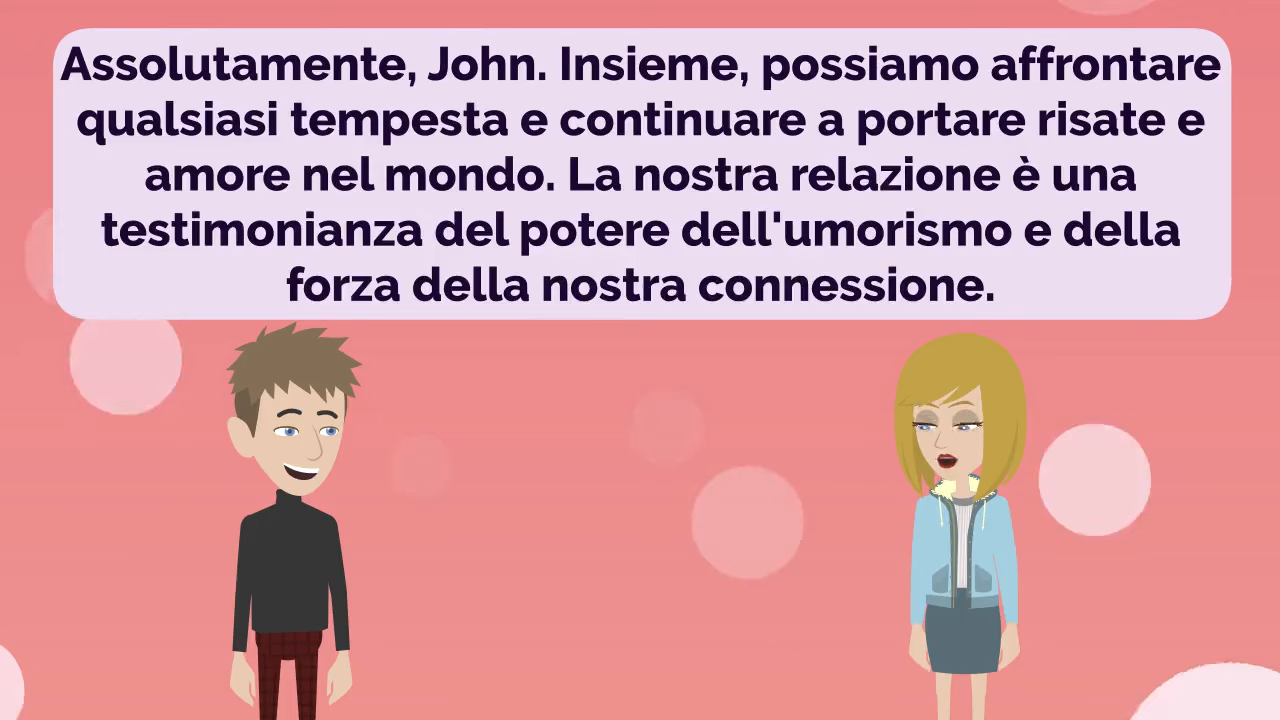 Assolutamente, John. Insieme, possiamo affrontare
qualsiasi tempesta e continuare a portare risate e
amore nel mondo. La nostra relazione è una
testimonianza del potere dell'umorismo e della
forza della nostra connessione.